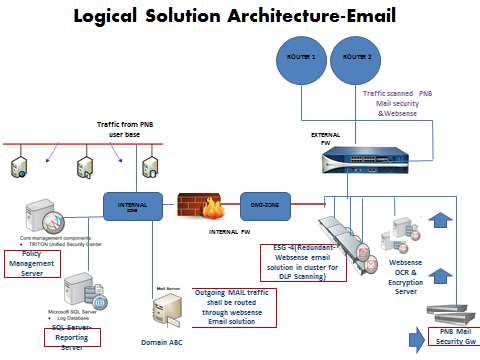 Logical Solution Architecture-Email
ROUTER 1
ROUTER 2
Traffic scanned PNB
Mail security
&Websense
Traffic from PNB
user base
EXTERNAL
FW
INTERNAL
ZONE
DMZ-ZONE
INTERNAL FW
Core management components:
• TRITON Unified Security Center
Policy
Management
Server
ESG -4(Redundant-
Websense email
solution in cluster for
DLP Scanning)
Websense
OCR &
Encryption
Server
Mail Server
Outgoing MAIL traffic
shall be routed
through websense
Email solution
Microsoft SQL Server
• Log Database
SQL Server-
Reporting
Server
Domain ABC
PNB Mail
Security Gw